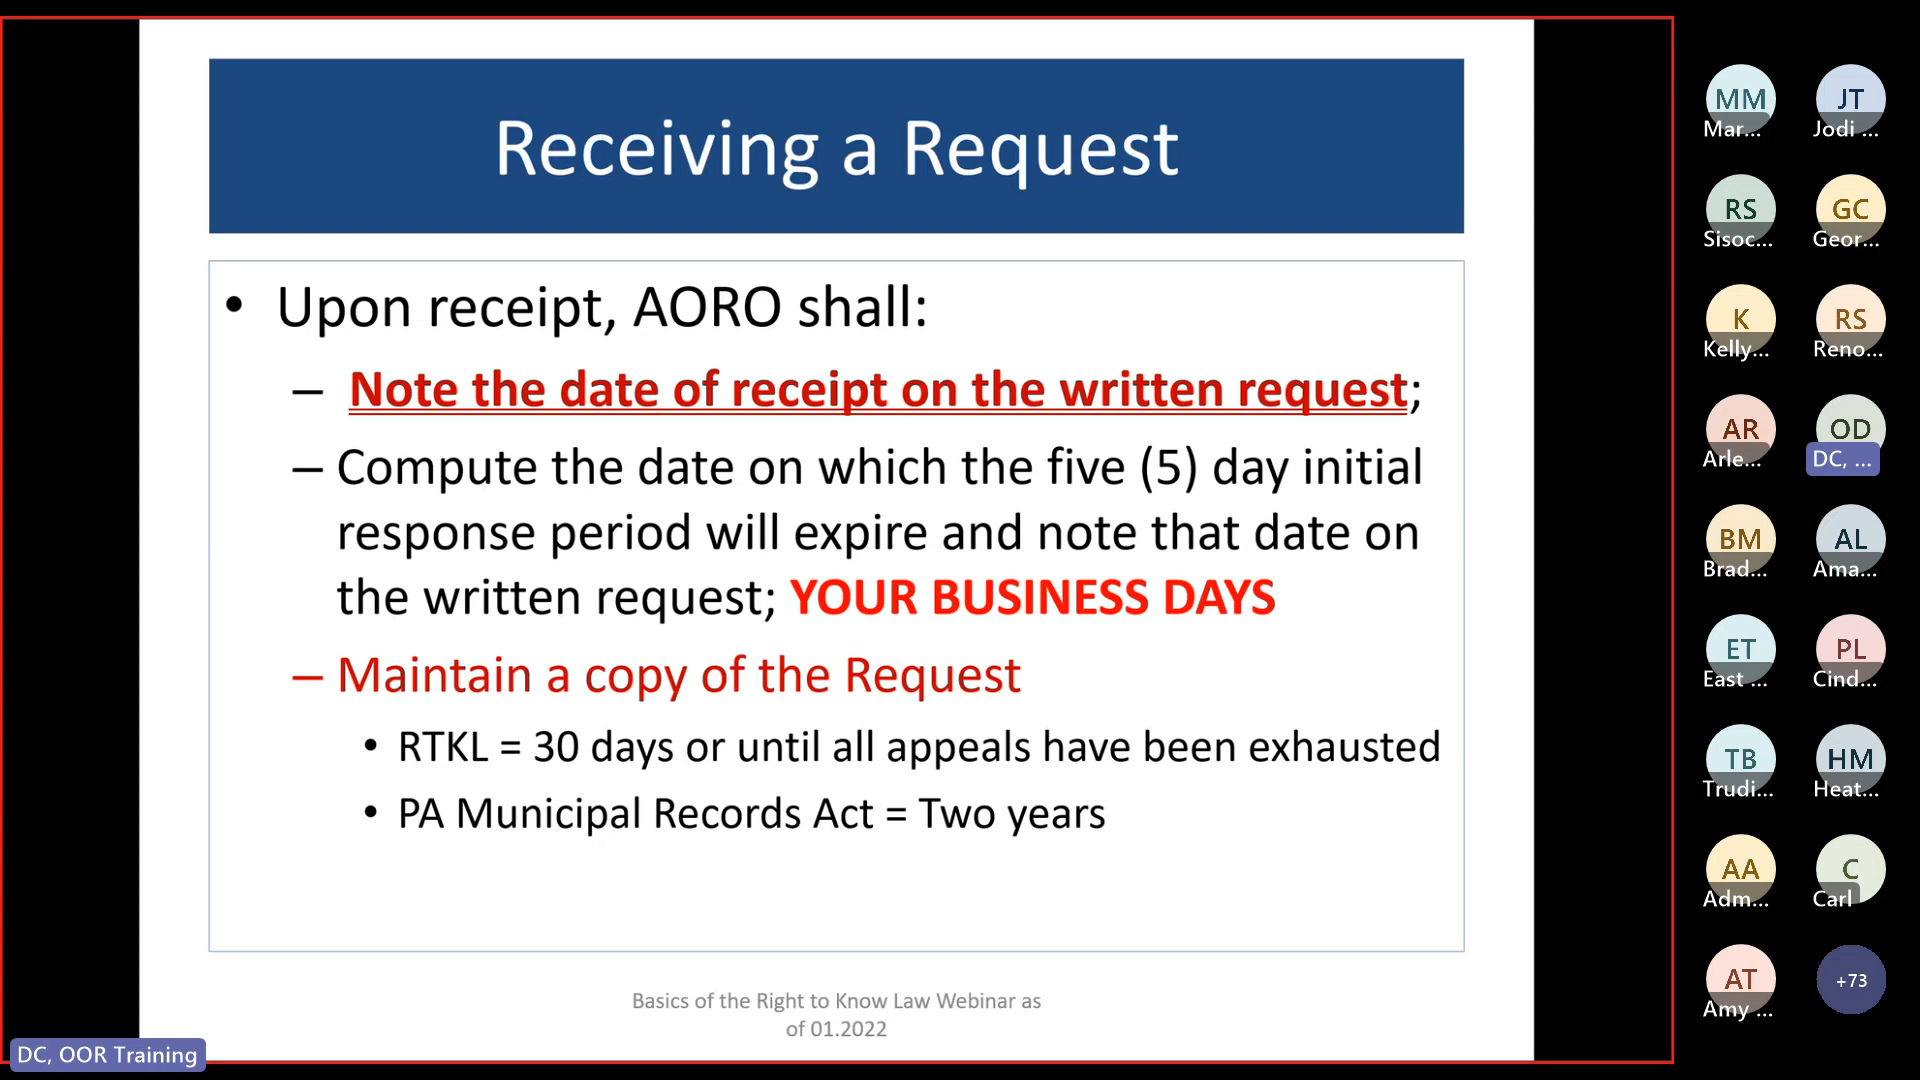 Receiving a Request
• Upon receipt, AORO shall:
– Note the date of receipt on the written request;
– Compute the date on which the five (5) day initial
response period will expire and note that date on
the written request; YOUR BUSINESS DAYS
– Maintain a copy of the Request
• RTKL = 30 days or until all appeals have been exhausted
• PA Municipal Records Act = Two years
Basics of the Right to Know Law Webinar as
of 01.2022
DC, OOR Training
MM
Mar...
JT
Jodi ...
RS
Sisoc...
GC
Geor...
K
Kelly...
RS
Reno...
AR
Arle...
OD
DC, ...
BM
Brad...
AL
Ama...
ET
East ...
PL
Cind...
TB
Trudi...
HM
Heat...
AA
Adm...
C
Carl
AT
Amy ...
+73